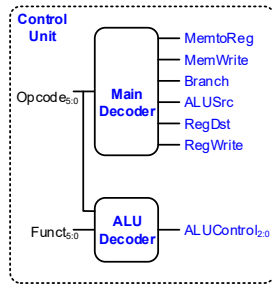 Control
Unit
Opcode5:0
Main
Decoder
MemtoReg
MemWrite
Branch
ALUSrc
RegDst
RegWrite
Funct5:0
ALU
Decoder
ALUControl2:0